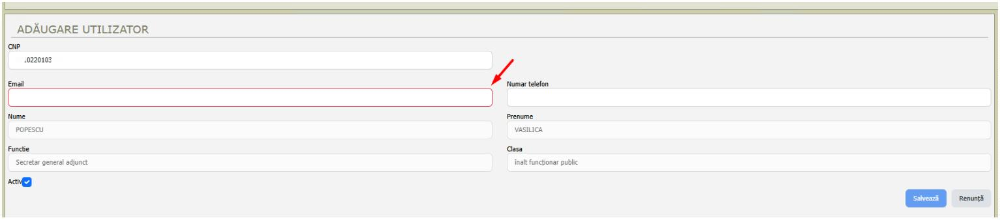 ADĂUGARE UTILIZATOR
CNP
10220103
Email
Numar telefon
Nume
Prenume
POPESCU
VASILICA
Functie
Clasa
Secretar general adjunct
înalt funcționar public
Activ
Salvează
Renunță